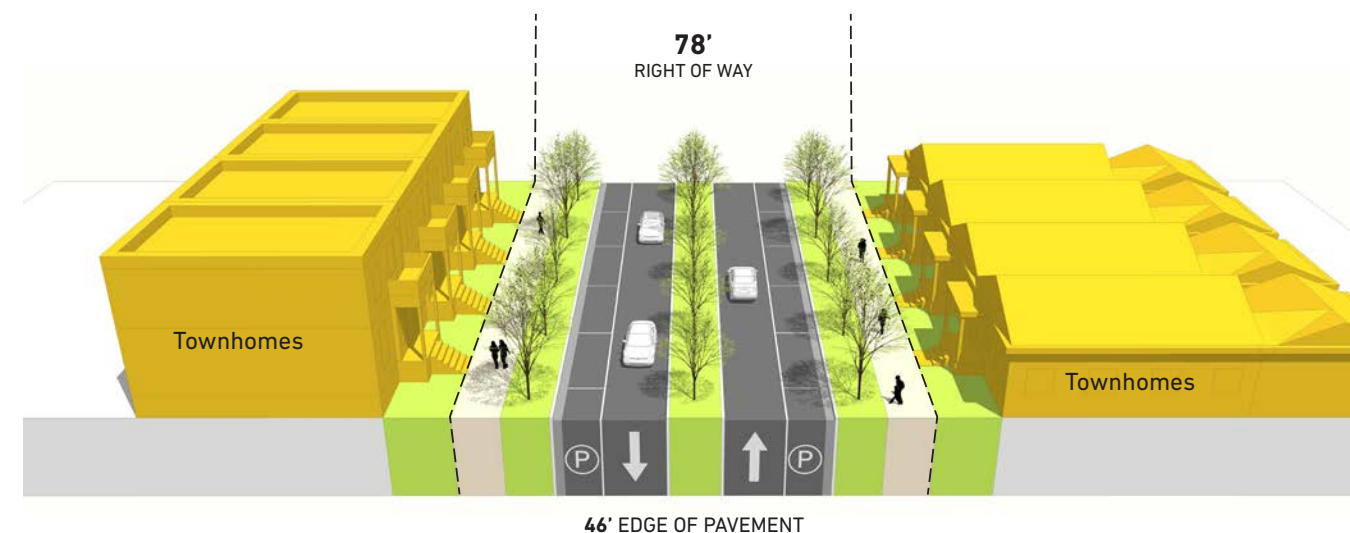 78’
RIGHT OF WAY
Townhomes
Townhomes
P
P
46’ EDGE OF PAVEMENT